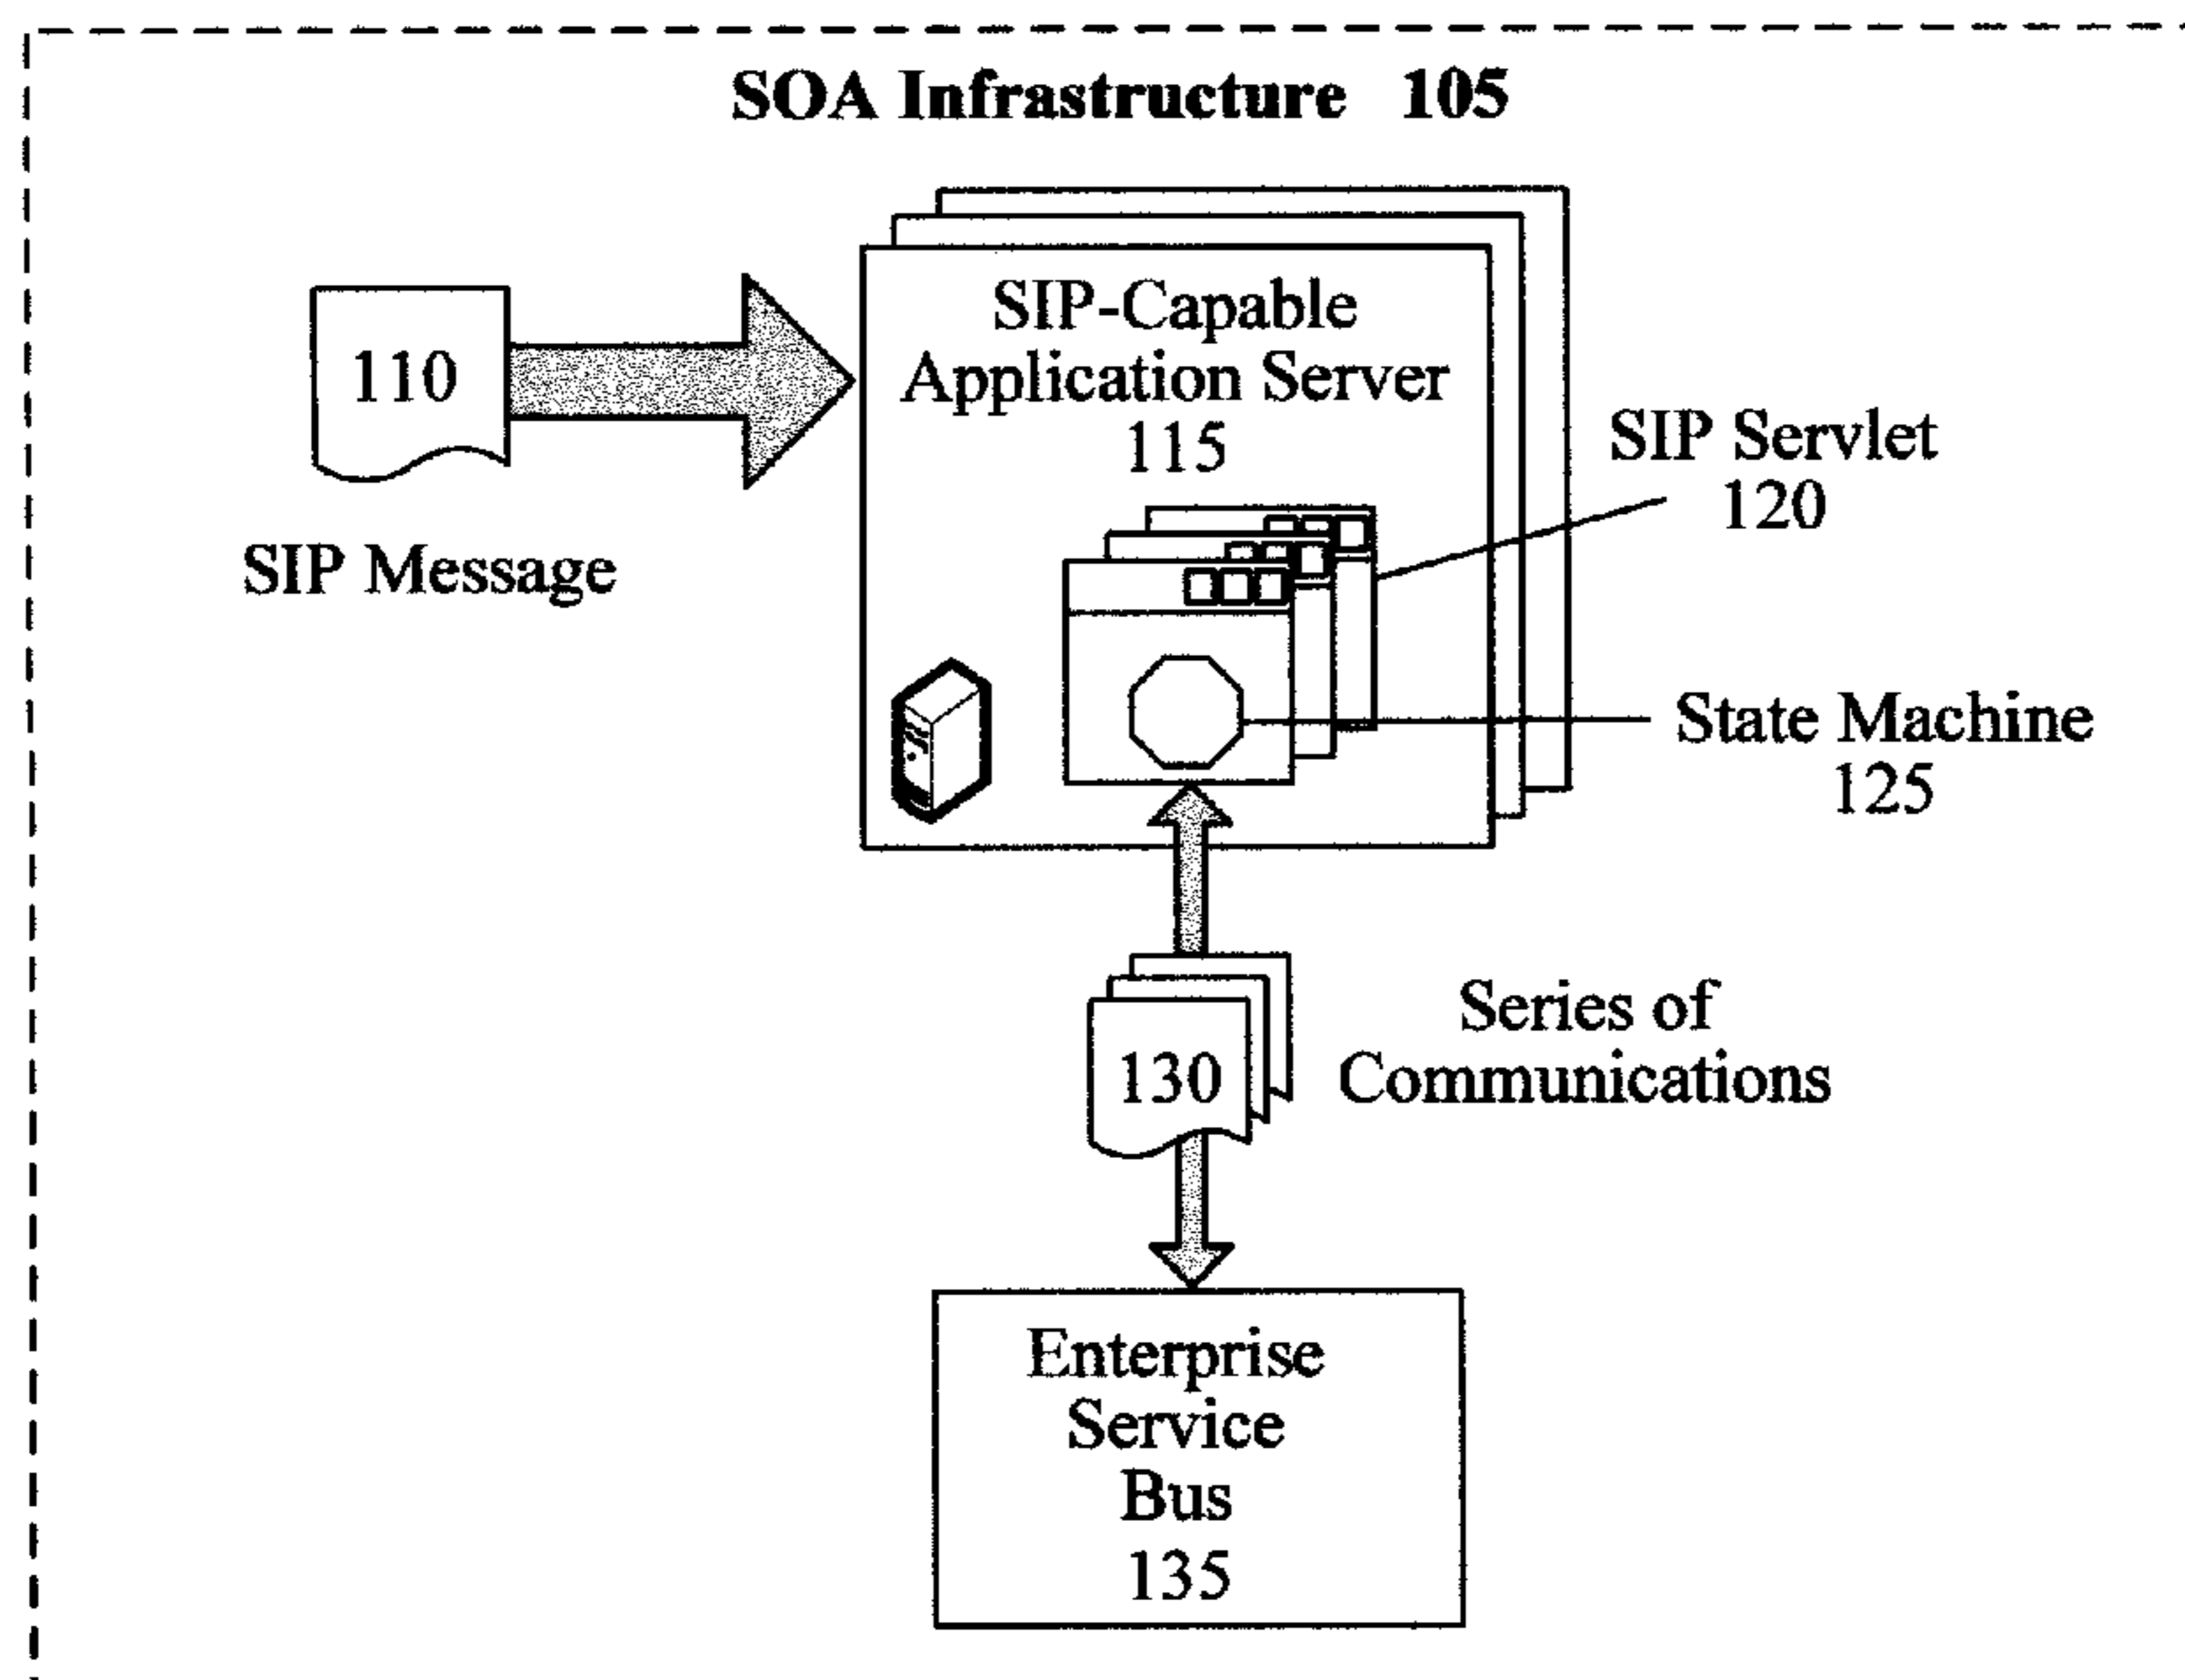 SOA Infrastructure 105
110
SIP Message
SIP-Capable
Application Server
115
SIP Servlet
120
State Machine
125
130
Series of
Communications
Enterprise
Service
Bus
135